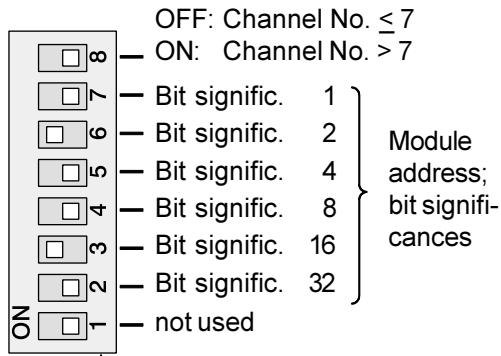 OFF: Channel No. ≤ 7
8 ON: Channel No. > 7
7 Bit signific. 1
6 Bit signific. 2
5 Bit signific. 4
4 Bit signific. 8
3 Bit signific. 16
2 Bit signific. 32
ON 1 not used
Module
address;
bit signifi-
cances